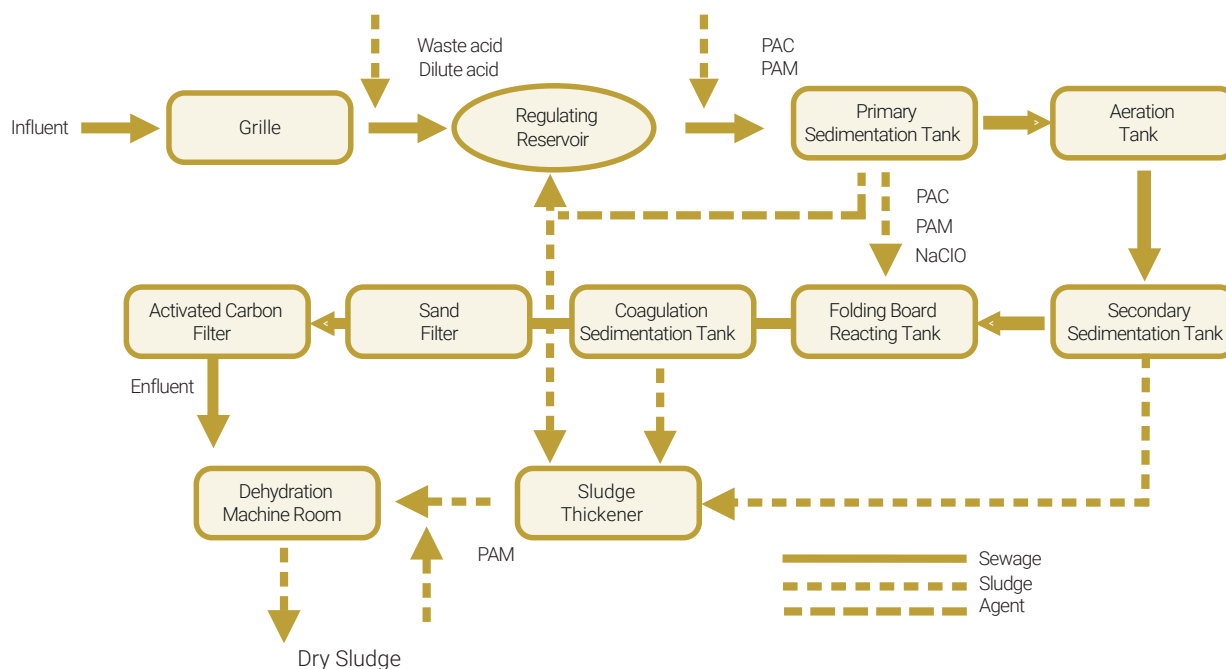 Waste acid
Dilute acid
PAC
PAM
Influent
Grille
Regulating
Reservoir
Primary
Sedimentation Tank
Aeration
Tank
PAC
PAM
NaClO
Activated Carbon
Filter
Sand
Filter
Coagulation
Sedimentation Tank
Folding Board
Reacting Tank
Secondary
Sedimentation Tank
Enfluent
Dehydration
Machine Room
Sludge
Thickener
PAM
Sewage
Sludge
Agent
Dry Sludge